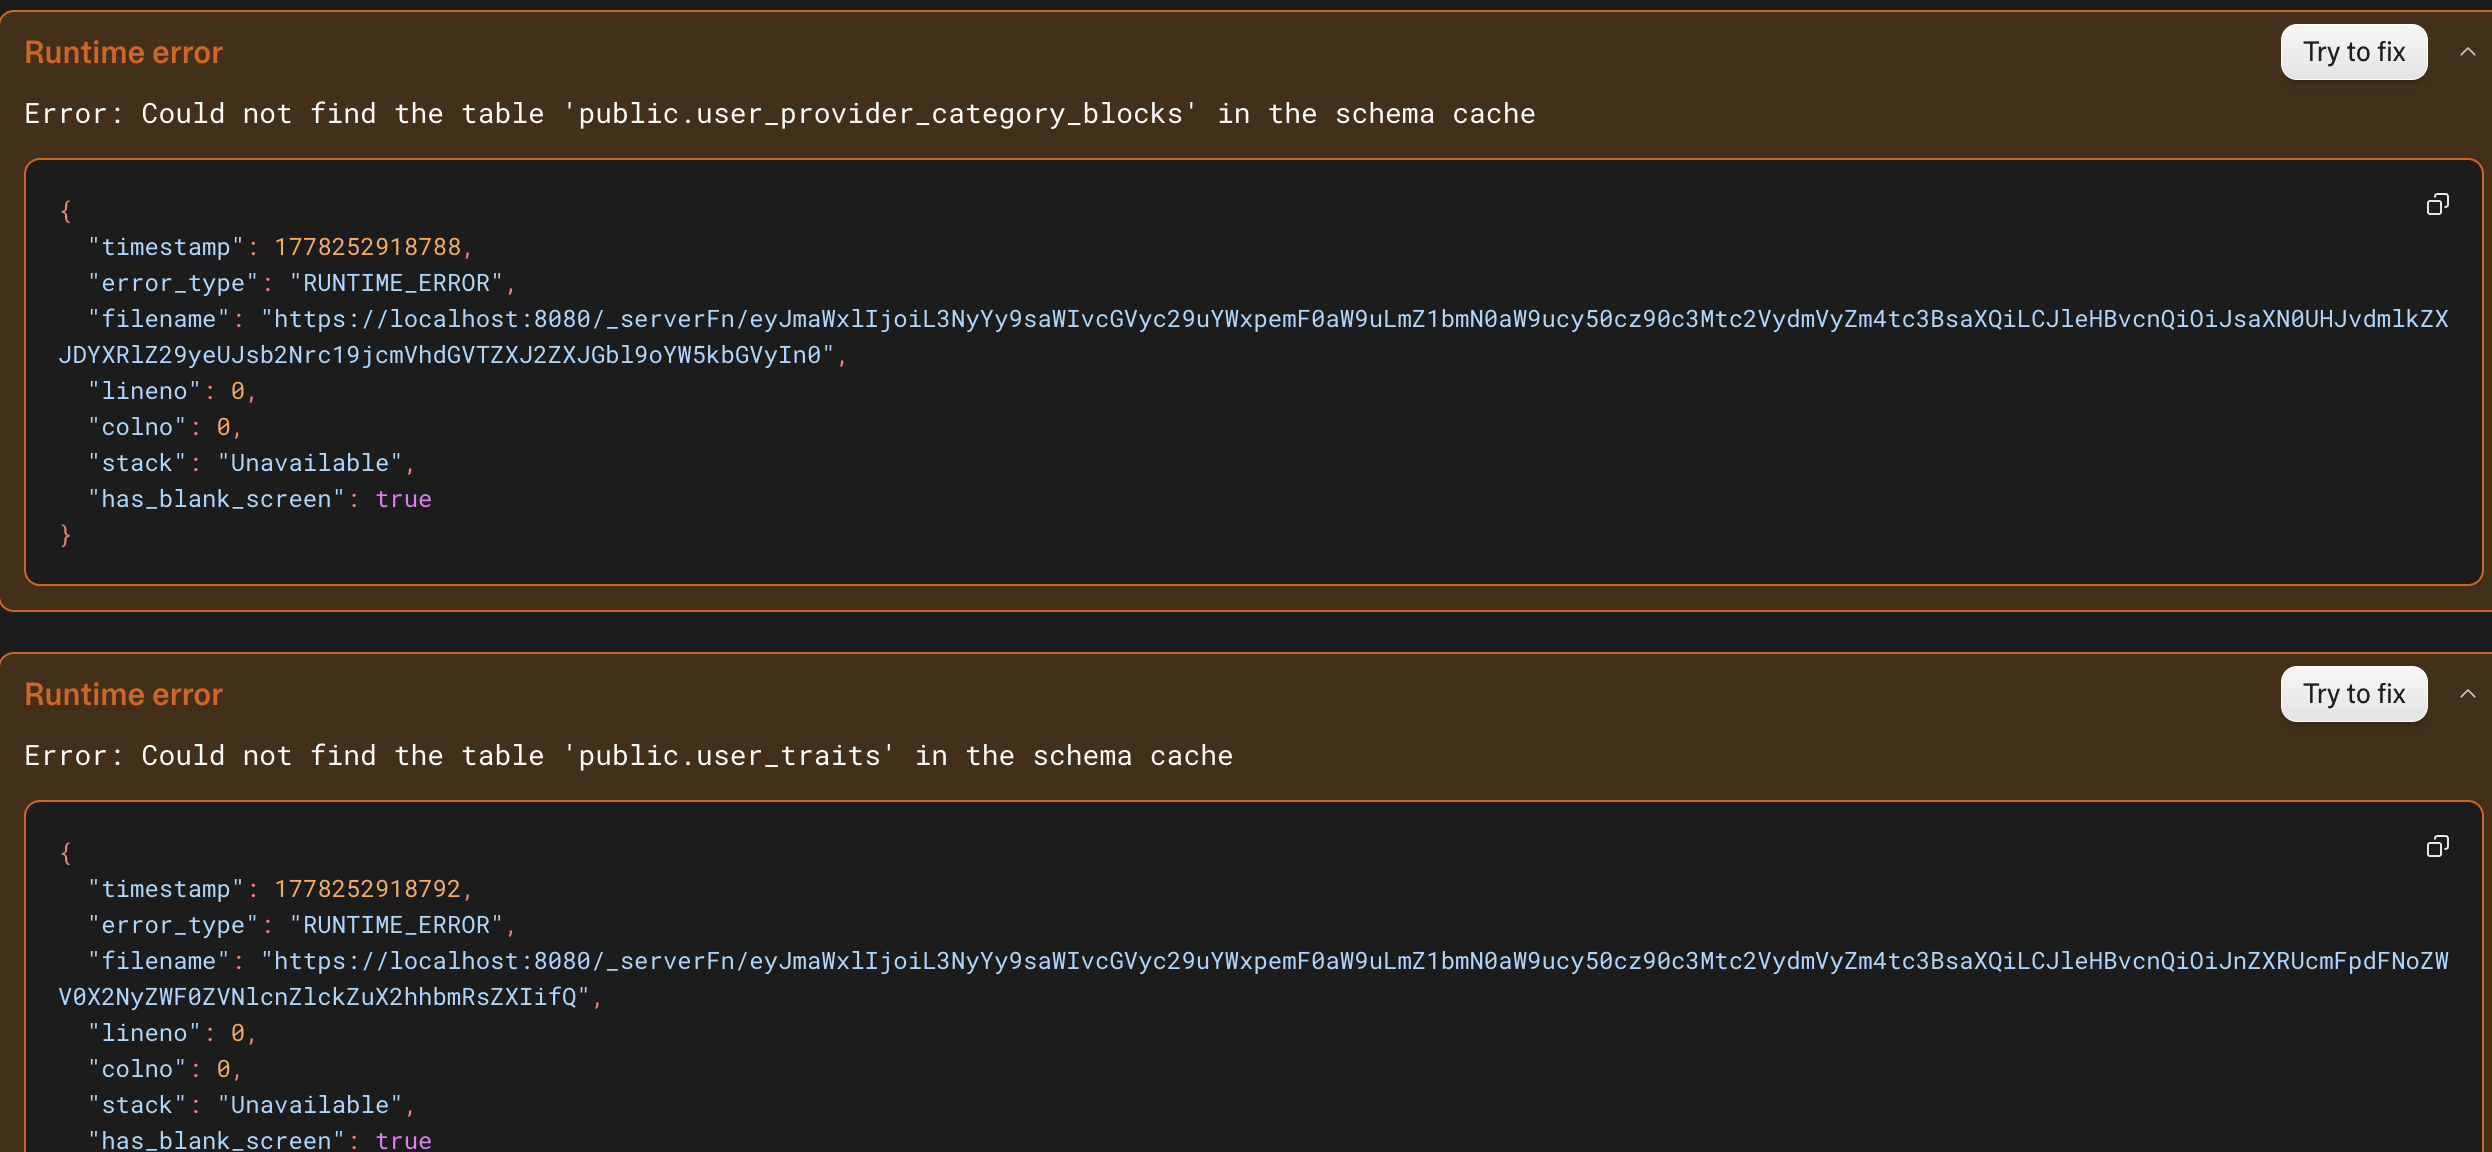 Runtime error
Try to fix
Error: Could not find the table 'public.user_provider_category_blocks' in the schema cache
{
"timestamp": 1778252918788,
"error_type": "RUNTIME_ERROR",
"filename": "https://localhost:8080/_serverFn/eyJmaWxlIjoiL3NyYy9saWIvcGVyc29uYWxpemF0aW9uLmZ1bmN0aW9ucy50cz90c3Mtc2VydmVyZm4tc3BsaXQiLCJleHBvcnQiOiJsaXN0UHJvdmlkZX
JDYXRlZ29yeUJsb2Nrc19jcmVhdGVTZXJ2ZXJGbl9oYW5kbGVyIn0",
"lineno": 0,
"colno": 0,
"stack": "Unavailable",
"has_blank_screen": true
}
Runtime error
Try to fix
Error: Could not find the table 'public.user_traits' in the schema cache
{
"timestamp": 1778252918792,
"error_type": "RUNTIME_ERROR",
"filename": "https://localhost:8080/_serverFn/eyJmaWxlIjoiL3NyYy9saWIvcGVyc29uYWxpemF0aW9uLmZ1bmN0aW9ucy50cz90c3Mtc2VydmVyZm4tc3BsaXQiLCJleHBvcnQiOiJnZXRUcmFpdFNoZW
V0X2NyZWF0ZVNlcnZlckZuX2hhbmRsZXIifQ",
"lineno": 0,
"colno": 0,
"stack": "Unavailable",
"has_blank_screen": true